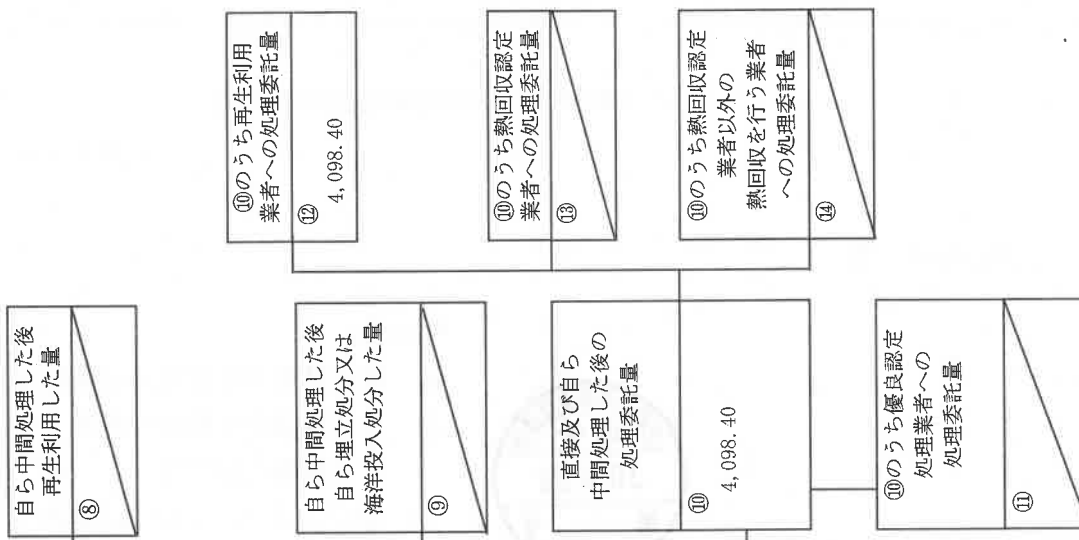 自ら中間処理した後
再生利用した量
⑧
自ら中間処理した後
自ら埋立処分又は
海洋投入処分した量
⑨
直接及び自ら
中間処理した後の
処理委託量
⑩
4,098.40
⑩のうち優良認定
処理業者への
処理委託量
⑪
⑩のうち再生利用
業者への処理委託量
⑫
4,098.40
⑩のうち熱回収認定
業者への処理委託量
⑬
⑩のうち熱回収認定
業者以外の
熱回収を行う業者
への処理委託量
⑭